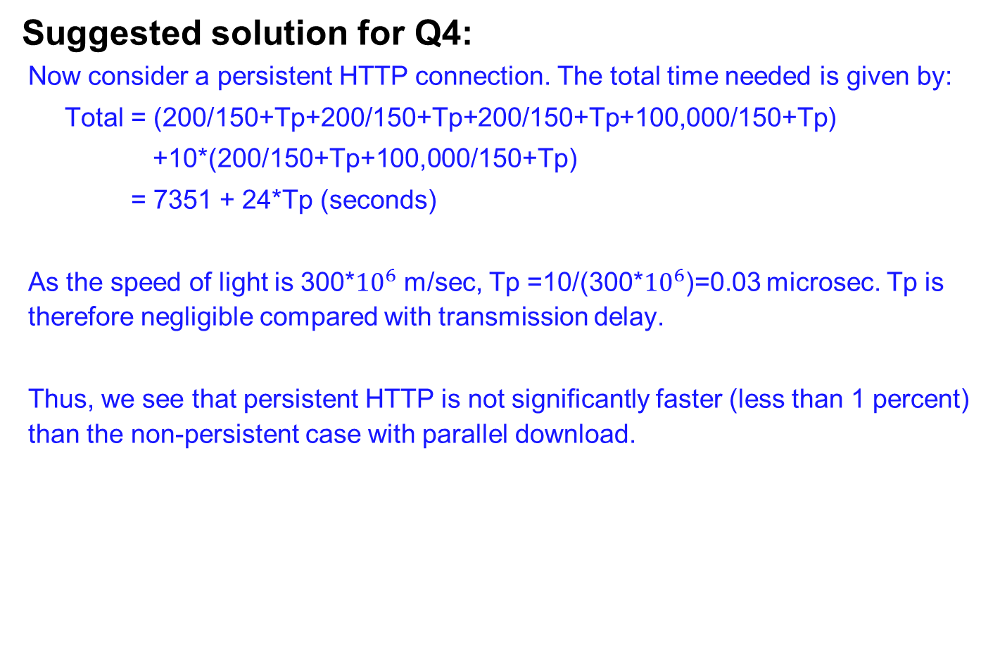 Suggested solution for Q4:
Now consider a persistent HTTP connection. The total time needed is given by:
Total = (200/150+Tp+200/150+Tp+200/150+Tp+100,000/150+Tp)
+10*(200/150+Tp+100,000/150+Tp)
= 7351 + 24*Tp (seconds)
As the speed of light is 300*10⁶ m/sec, Tp =10/(300*10⁶)=0.03 microsec. Tp is
therefore negligible compared with transmission delay.
Thus, we see that persistent HTTP is not significantly faster (less than 1 percent)
than the non-persistent case with parallel download.